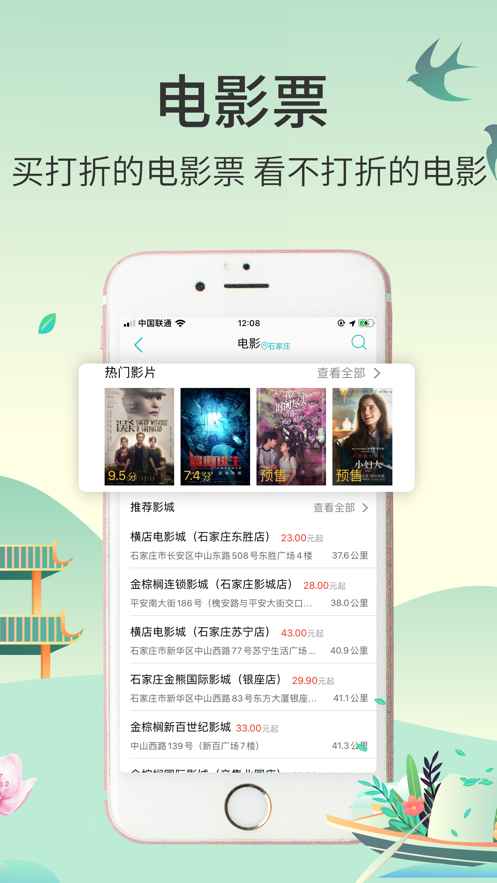 电影票
买打折的电影票 看不打折的电影
中国联通 12:08
电影 石家庄
热门影片 查看全部
误杀
9.5分 7.4分 预售 预售
小妇人
推荐影城 查看全部
横店电影城（石家庄东胜店） 23.00元起
石家庄市长安区中山东路508号东胜广场4楼 37.6公里
金棕榈连锁影城（石家庄影城店） 28.00元起
平安南大街186号（槐安路与平安大街交口... 38.0公里
横店电影城（石家庄苏宁店） 43.00元起
石家庄市新华区中山西路77号苏宁生活广场... 40.9公里
石家庄金熊国际影城（银座店） 29.90元起
石家庄市新华区中山西路83号东方大厦银座... 41.1公里
金棕榈新百世纪影城 33.00元起
中山西路139号（新百广场7楼） 41.3公里